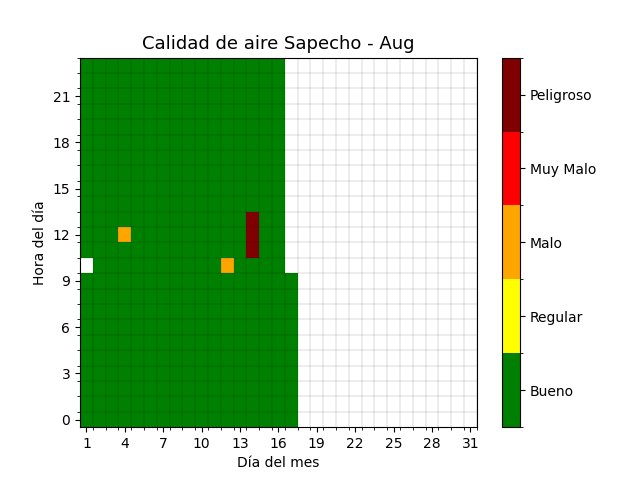 Calidad de aire Sapecho - Aug
Hora del día
21
18
15
12
9
6
3
0
1 4 7 10 13 16 19 22 25 28 31
Día del mes
Peligroso
Muy Malo
Malo
Regular
Bueno